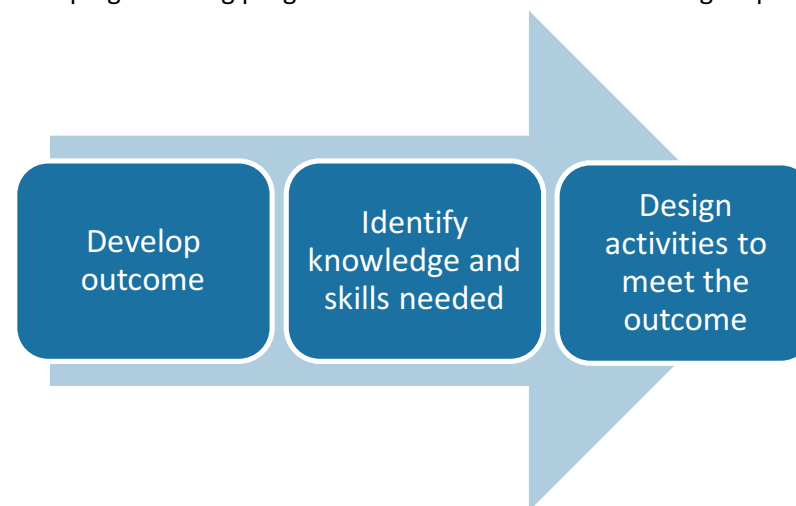 Develop
outcome
Identify
knowledge and
skills needed
Design
activities to
meet the
outcome